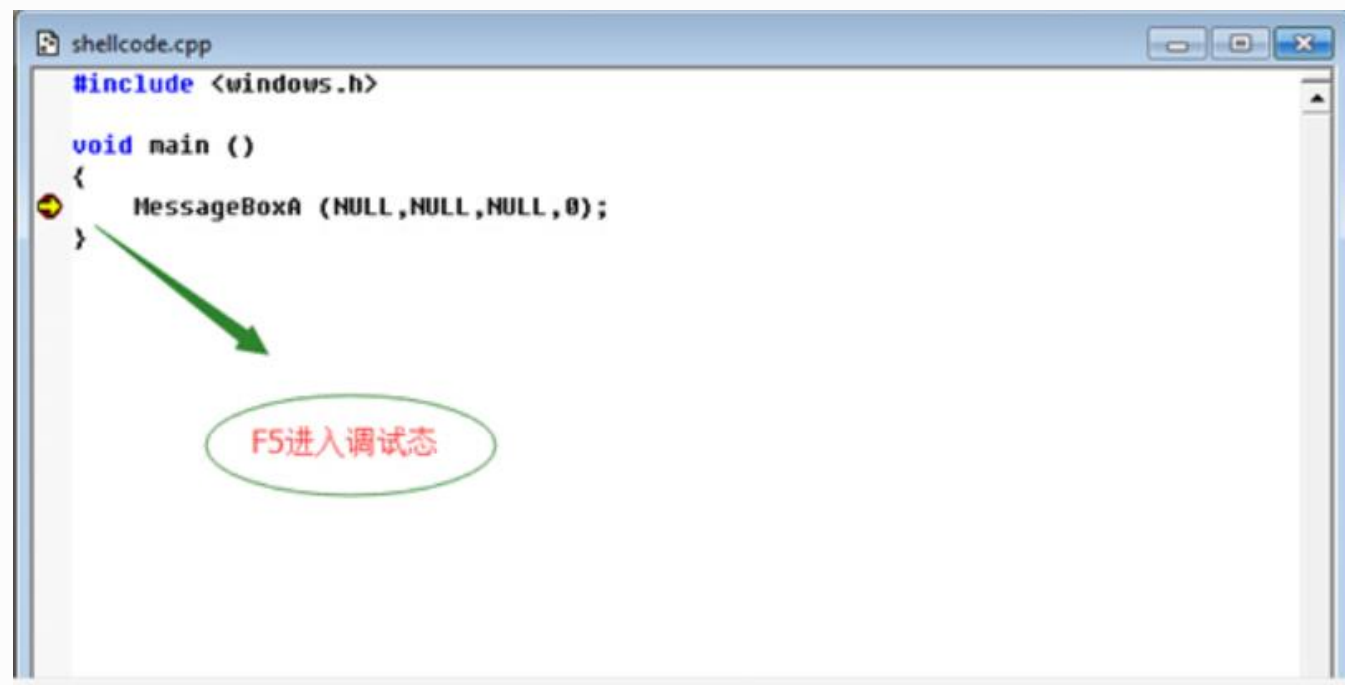 shellcode.cpp
#include <windows.h>
void main ()
{
MessageBoxA (NULL,NULL,NULL,0);
}
F5进入调试态